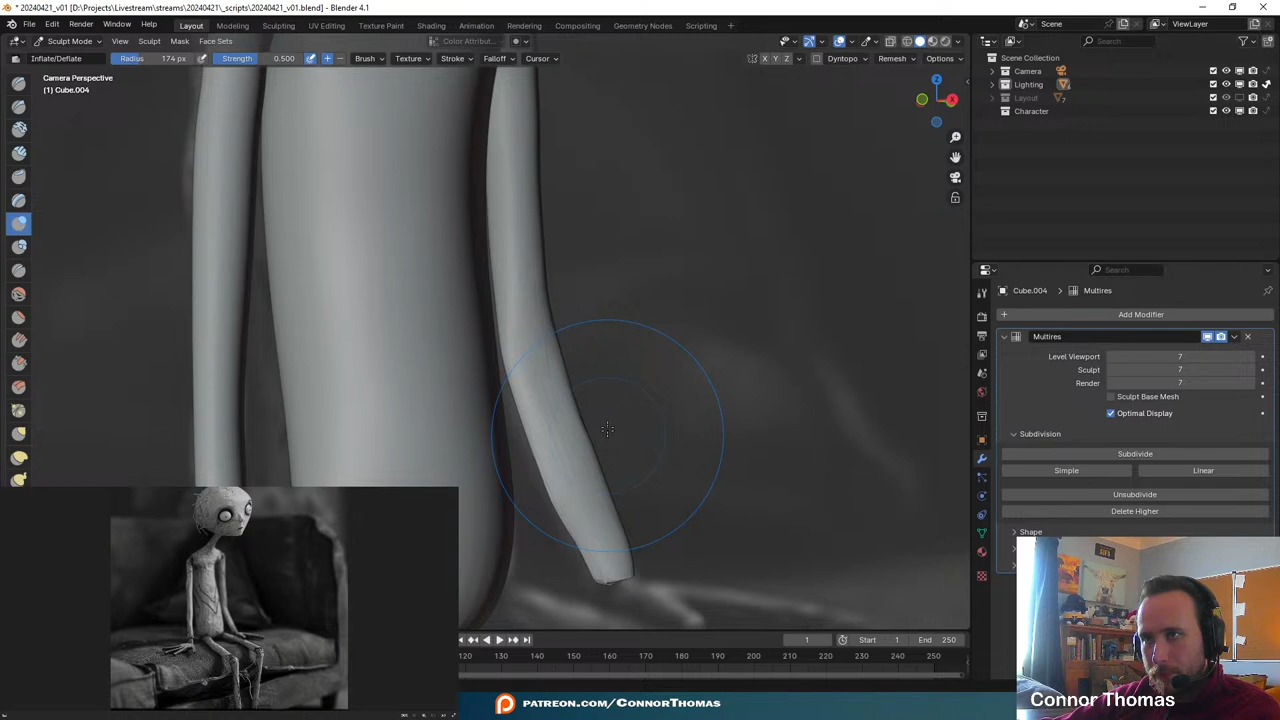 * 20240421_v01 [D:\Projects\Livestream\streams\20240421\_scripts\20240421_v01.blend] - Blender 4.1
File Edit Render Window Help Layout Modeling Sculpting UV Editing Texture Paint Shading Animation Rendering Compositing Geometry Nodes Scripting + Scene ViewLayer
Sculpt Mode View Sculpt Mask Face Sets Color Attribut... Search
Inflate/Deflate Radius 174 px Strength 0.500 Brush Texture Stroke Falloff Cursor X Y Z Dyntopo Remesh Options
Camera Perspective
(1) Cube.004
Z
X
Scene Collection
Camera
Lighting
Layout
Character
Search
Cube.004 > Multires
Add Modifier
Multires
Level Viewport 7
Sculpt 7
Render 7
Sculpt Base Mesh
Optimal Display
Subdivision
Subdivide
Simple Linear
Unsubdivide
Delete Higher
Shape
1 Start 1 End 250
120 130 140 150 160 170 180 190 200 210 220 230 240 250
PATREON.COM/CONNORTHOMAS
Connor Thomas